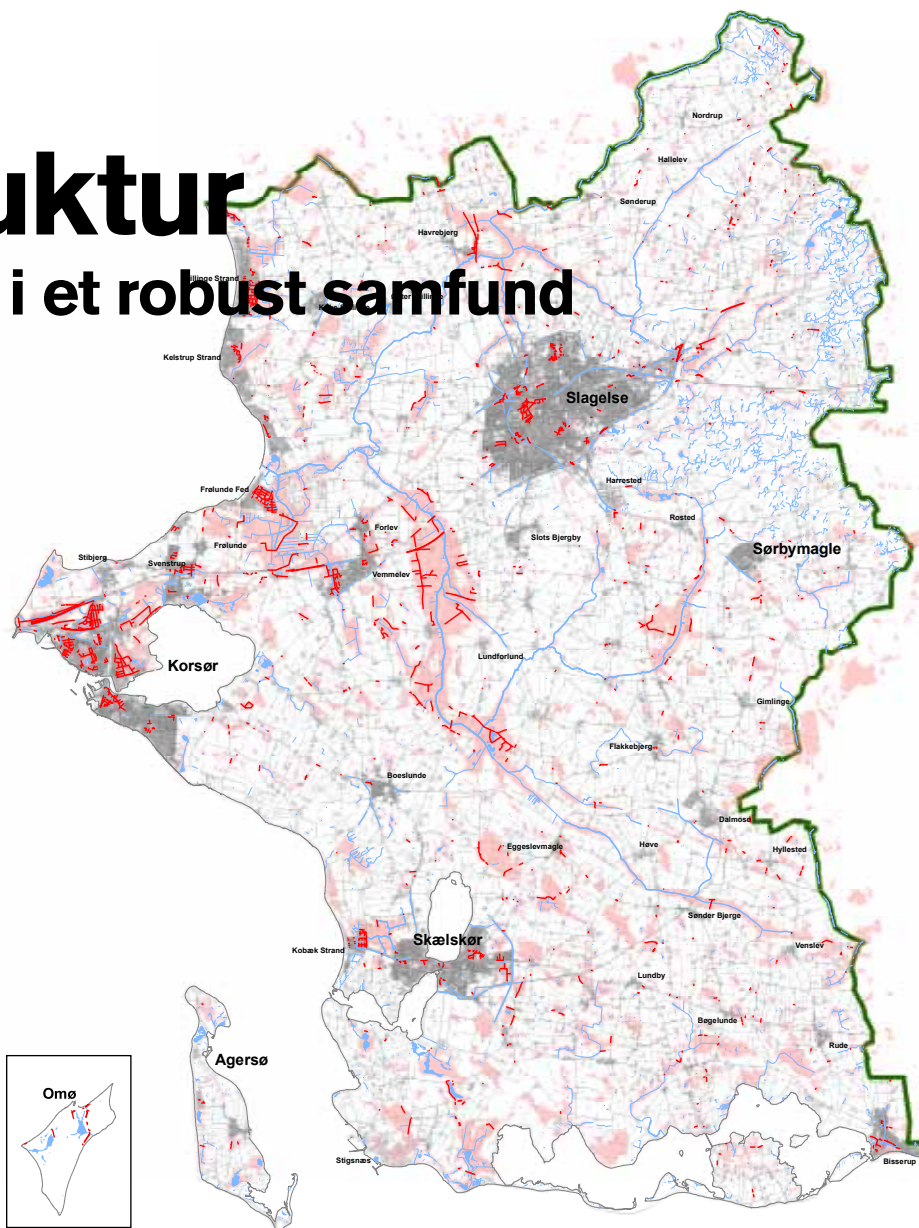 uktur
i et robust samfund
Nordrup
Hallelev
Sønderup
Havrebjerg
Kelstrup Strand
Slagelse
Harrested
Frølunde Fed
Rosted
Forlev
Slots Bjergby
Frølunde
Sørbymagle
Stibjerg
Svenstrup
Vemmelev
Korsør
Lundforlund
Gimlinge
Flakkebjerg
Boeslunde
Dalmose
Eggeslevmagle
Høve
Hyllested
Sønder Bjerge
Skælskør
Kobæk Strand
Venslev
Lundby
Bøgelunde
Rude
Agersø
Omø
Stigsnæs
Bisserup